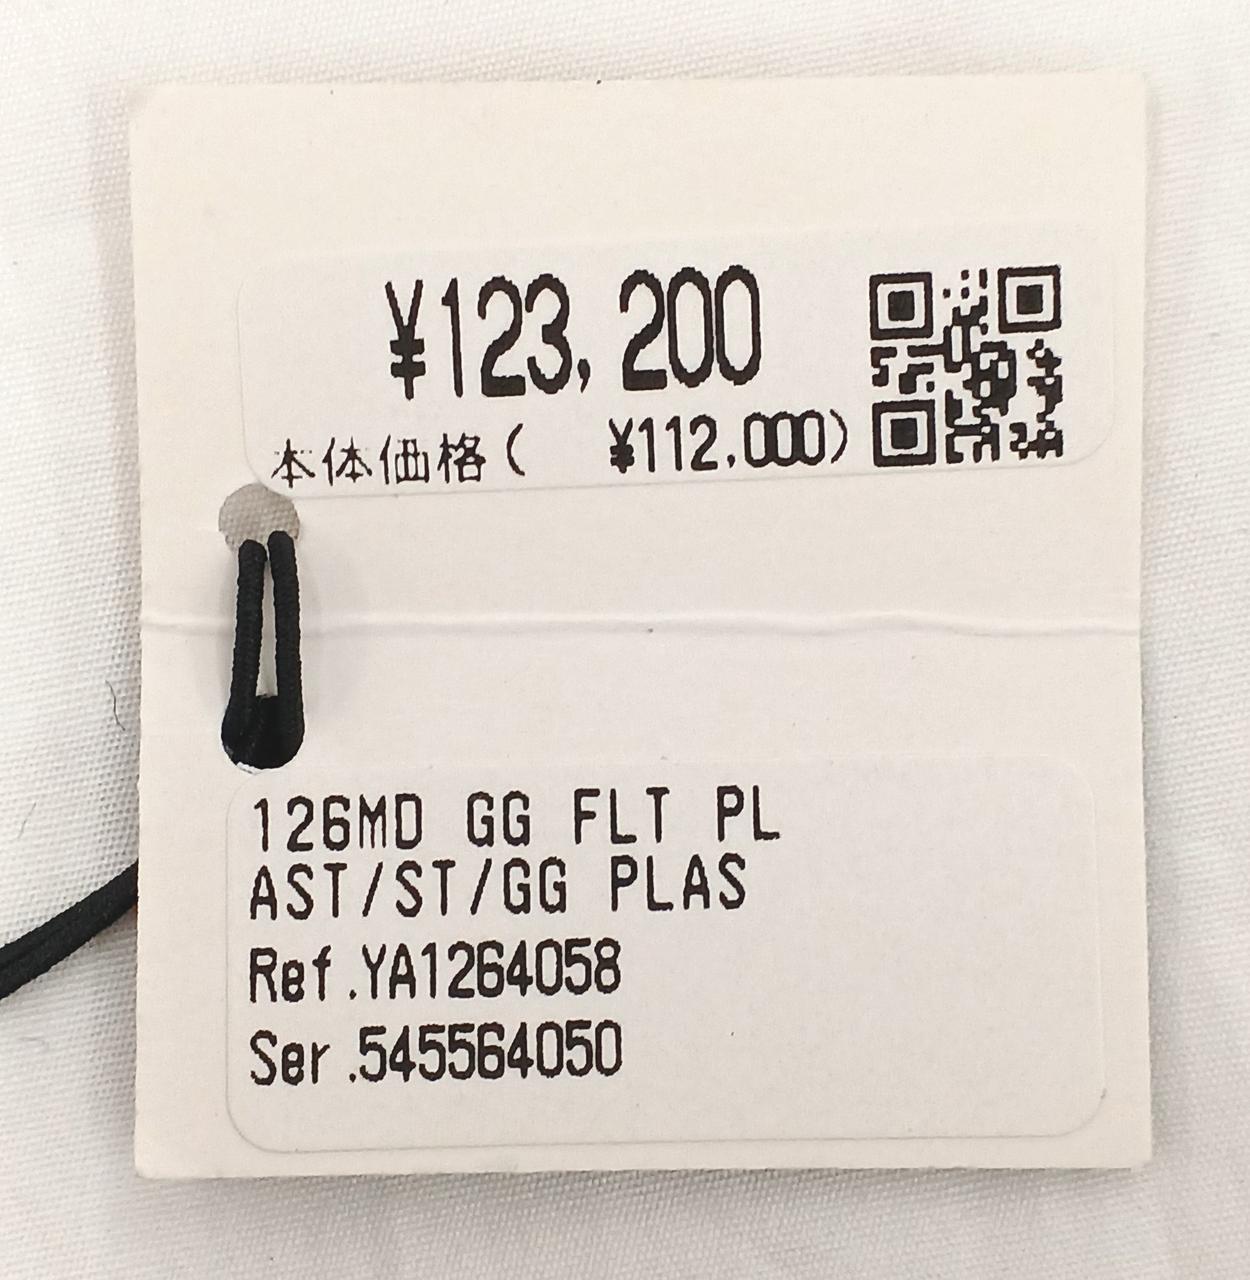 ¥123,200
本体価格( ¥112,000)
126MD GG FLT PL
AST/ST/GG PLAS
Ref.YA1264058
Ser.545564050